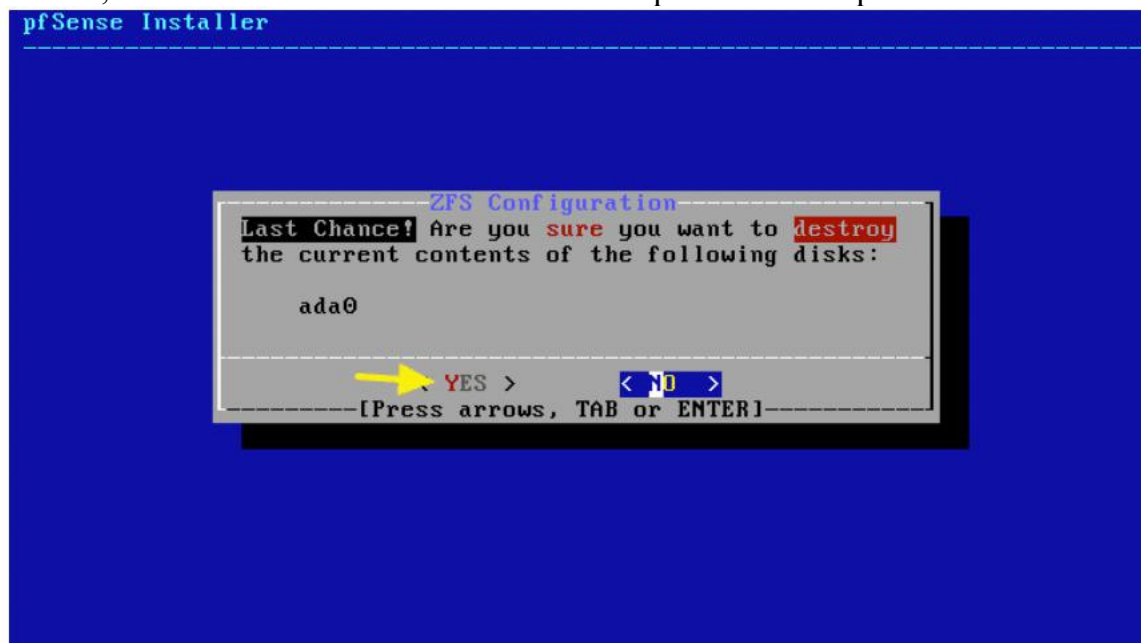 pfSense Installer
ZFS Configuration
Last Chance! Are you sure you want to destroy
the current contents of the following disks:
ada0
< YES > < NO >
[Press arrows, TAB or ENTER]